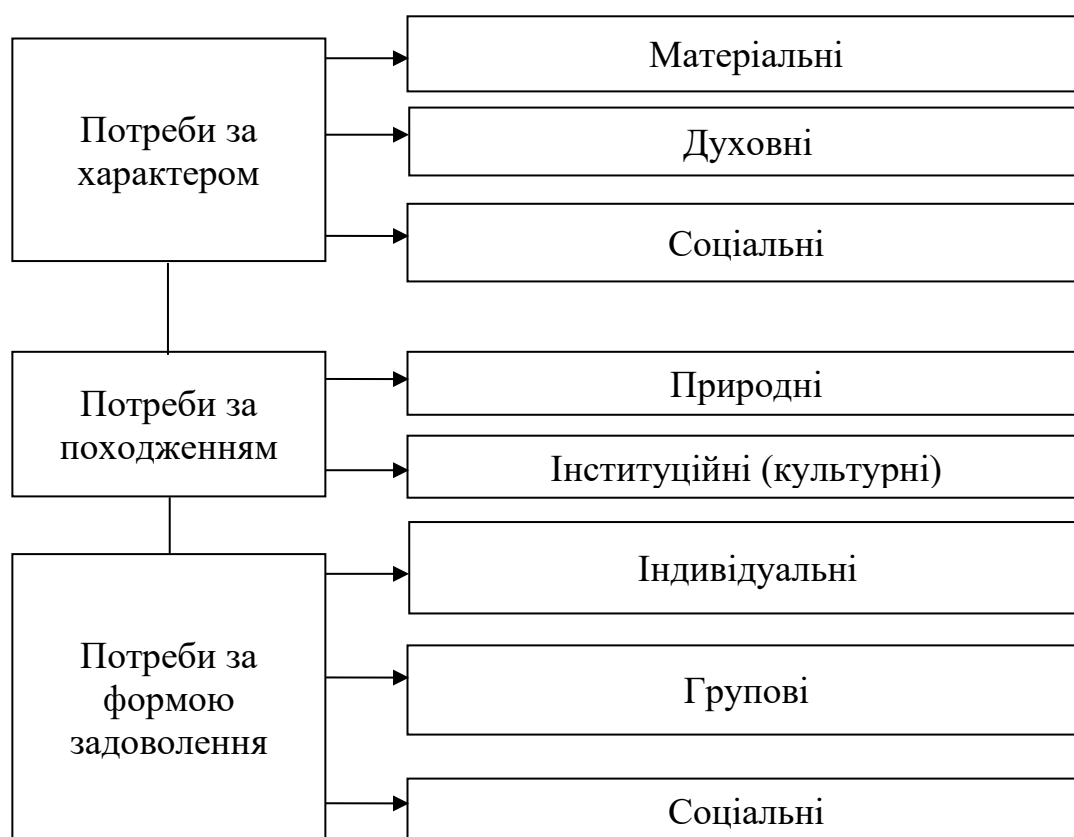 Потреби за
характером
Матеріальні
Духовні
Соціальні
Потреби за
походженням
Природні
Інституційні (культурні)
Потреби за
формою
задоволення
Індивідуальні
Групові
Соціальні